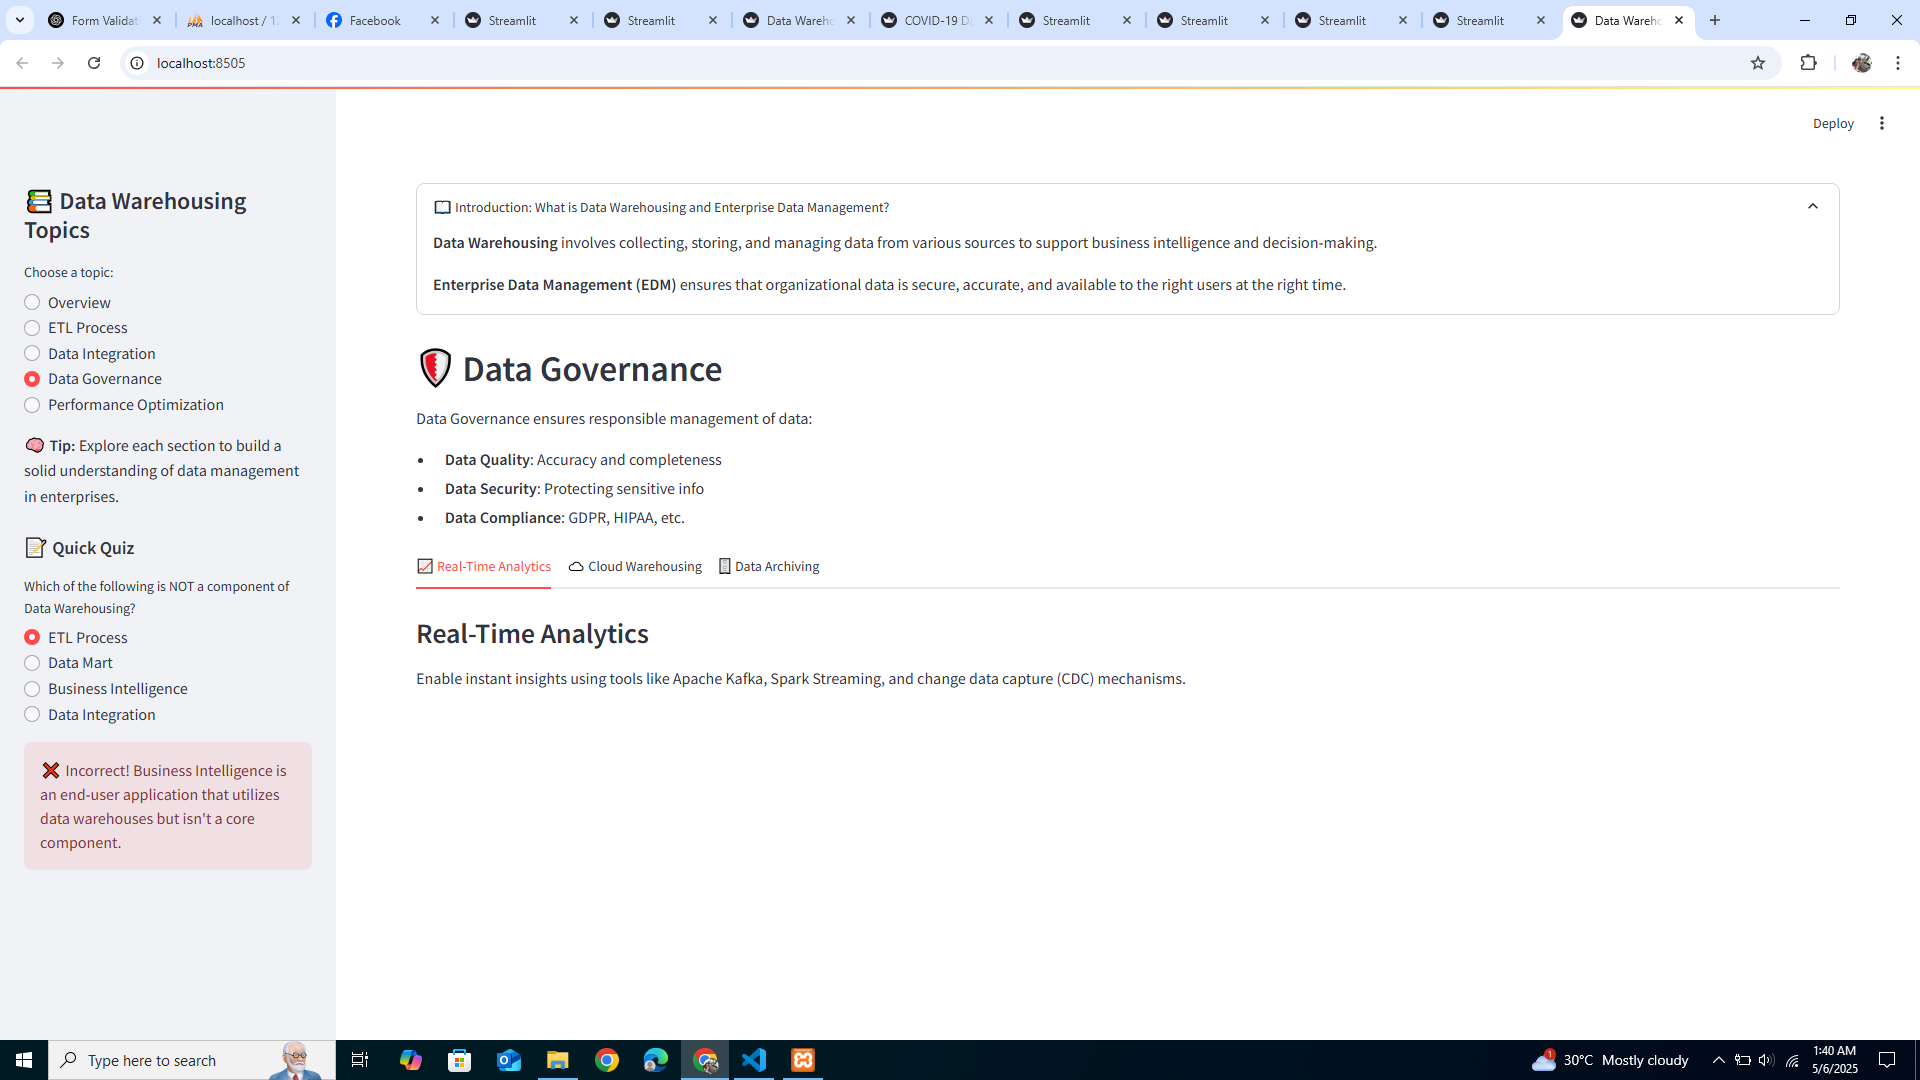 Form Validat
localhost / 12
Facebook
Streamlit
Streamlit
Data Wareho
COVID-19 Da
Streamlit
Streamlit
Streamlit
Streamlit
Data Wareho
localhost:8505
Deploy
📚 Data Warehousing
Topics
Choose a topic:
Overview
ETL Process
Data Integration
Data Governance
Performance Optimization
🧠 Tip: Explore each section to build a
solid understanding of data management
in enterprises.
📝 Quick Quiz
Which of the following is NOT a component of
Data Warehousing?
ETL Process
Data Mart
Business Intelligence
Data Integration
❌ Incorrect! Business Intelligence is
an end-user application that utilizes
data warehouses but isn't a core
component.
📖 Introduction: What is Data Warehousing and Enterprise Data Management?
Data Warehousing involves collecting, storing, and managing data from various sources to support business intelligence and decision-making.
Enterprise Data Management (EDM) ensures that organizational data is secure, accurate, and available to the right users at the right time.
🛡️ Data Governance
Data Governance ensures responsible management of data:
• Data Quality: Accuracy and completeness
• Data Security: Protecting sensitive info
• Data Compliance: GDPR, HIPAA, etc.
📈 Real-Time Analytics ☁️ Cloud Warehousing 🗄️ Data Archiving
Real-Time Analytics
Enable instant insights using tools like Apache Kafka, Spark Streaming, and change data capture (CDC) mechanisms.
Type here to search
1
30°C Mostly cloudy
1:40 AM
5/6/2025